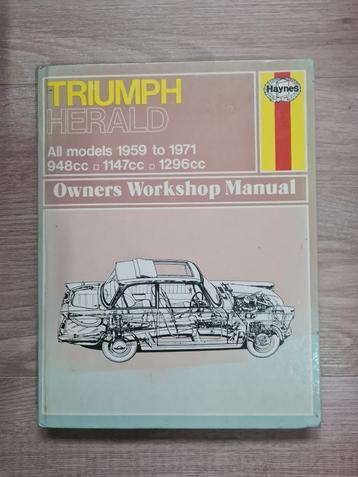 TRIUMPH
HERALD
Haynes
All models 1959 to 1971
948cc □ 1147cc □ 1296cc
Owners Workshop Manual